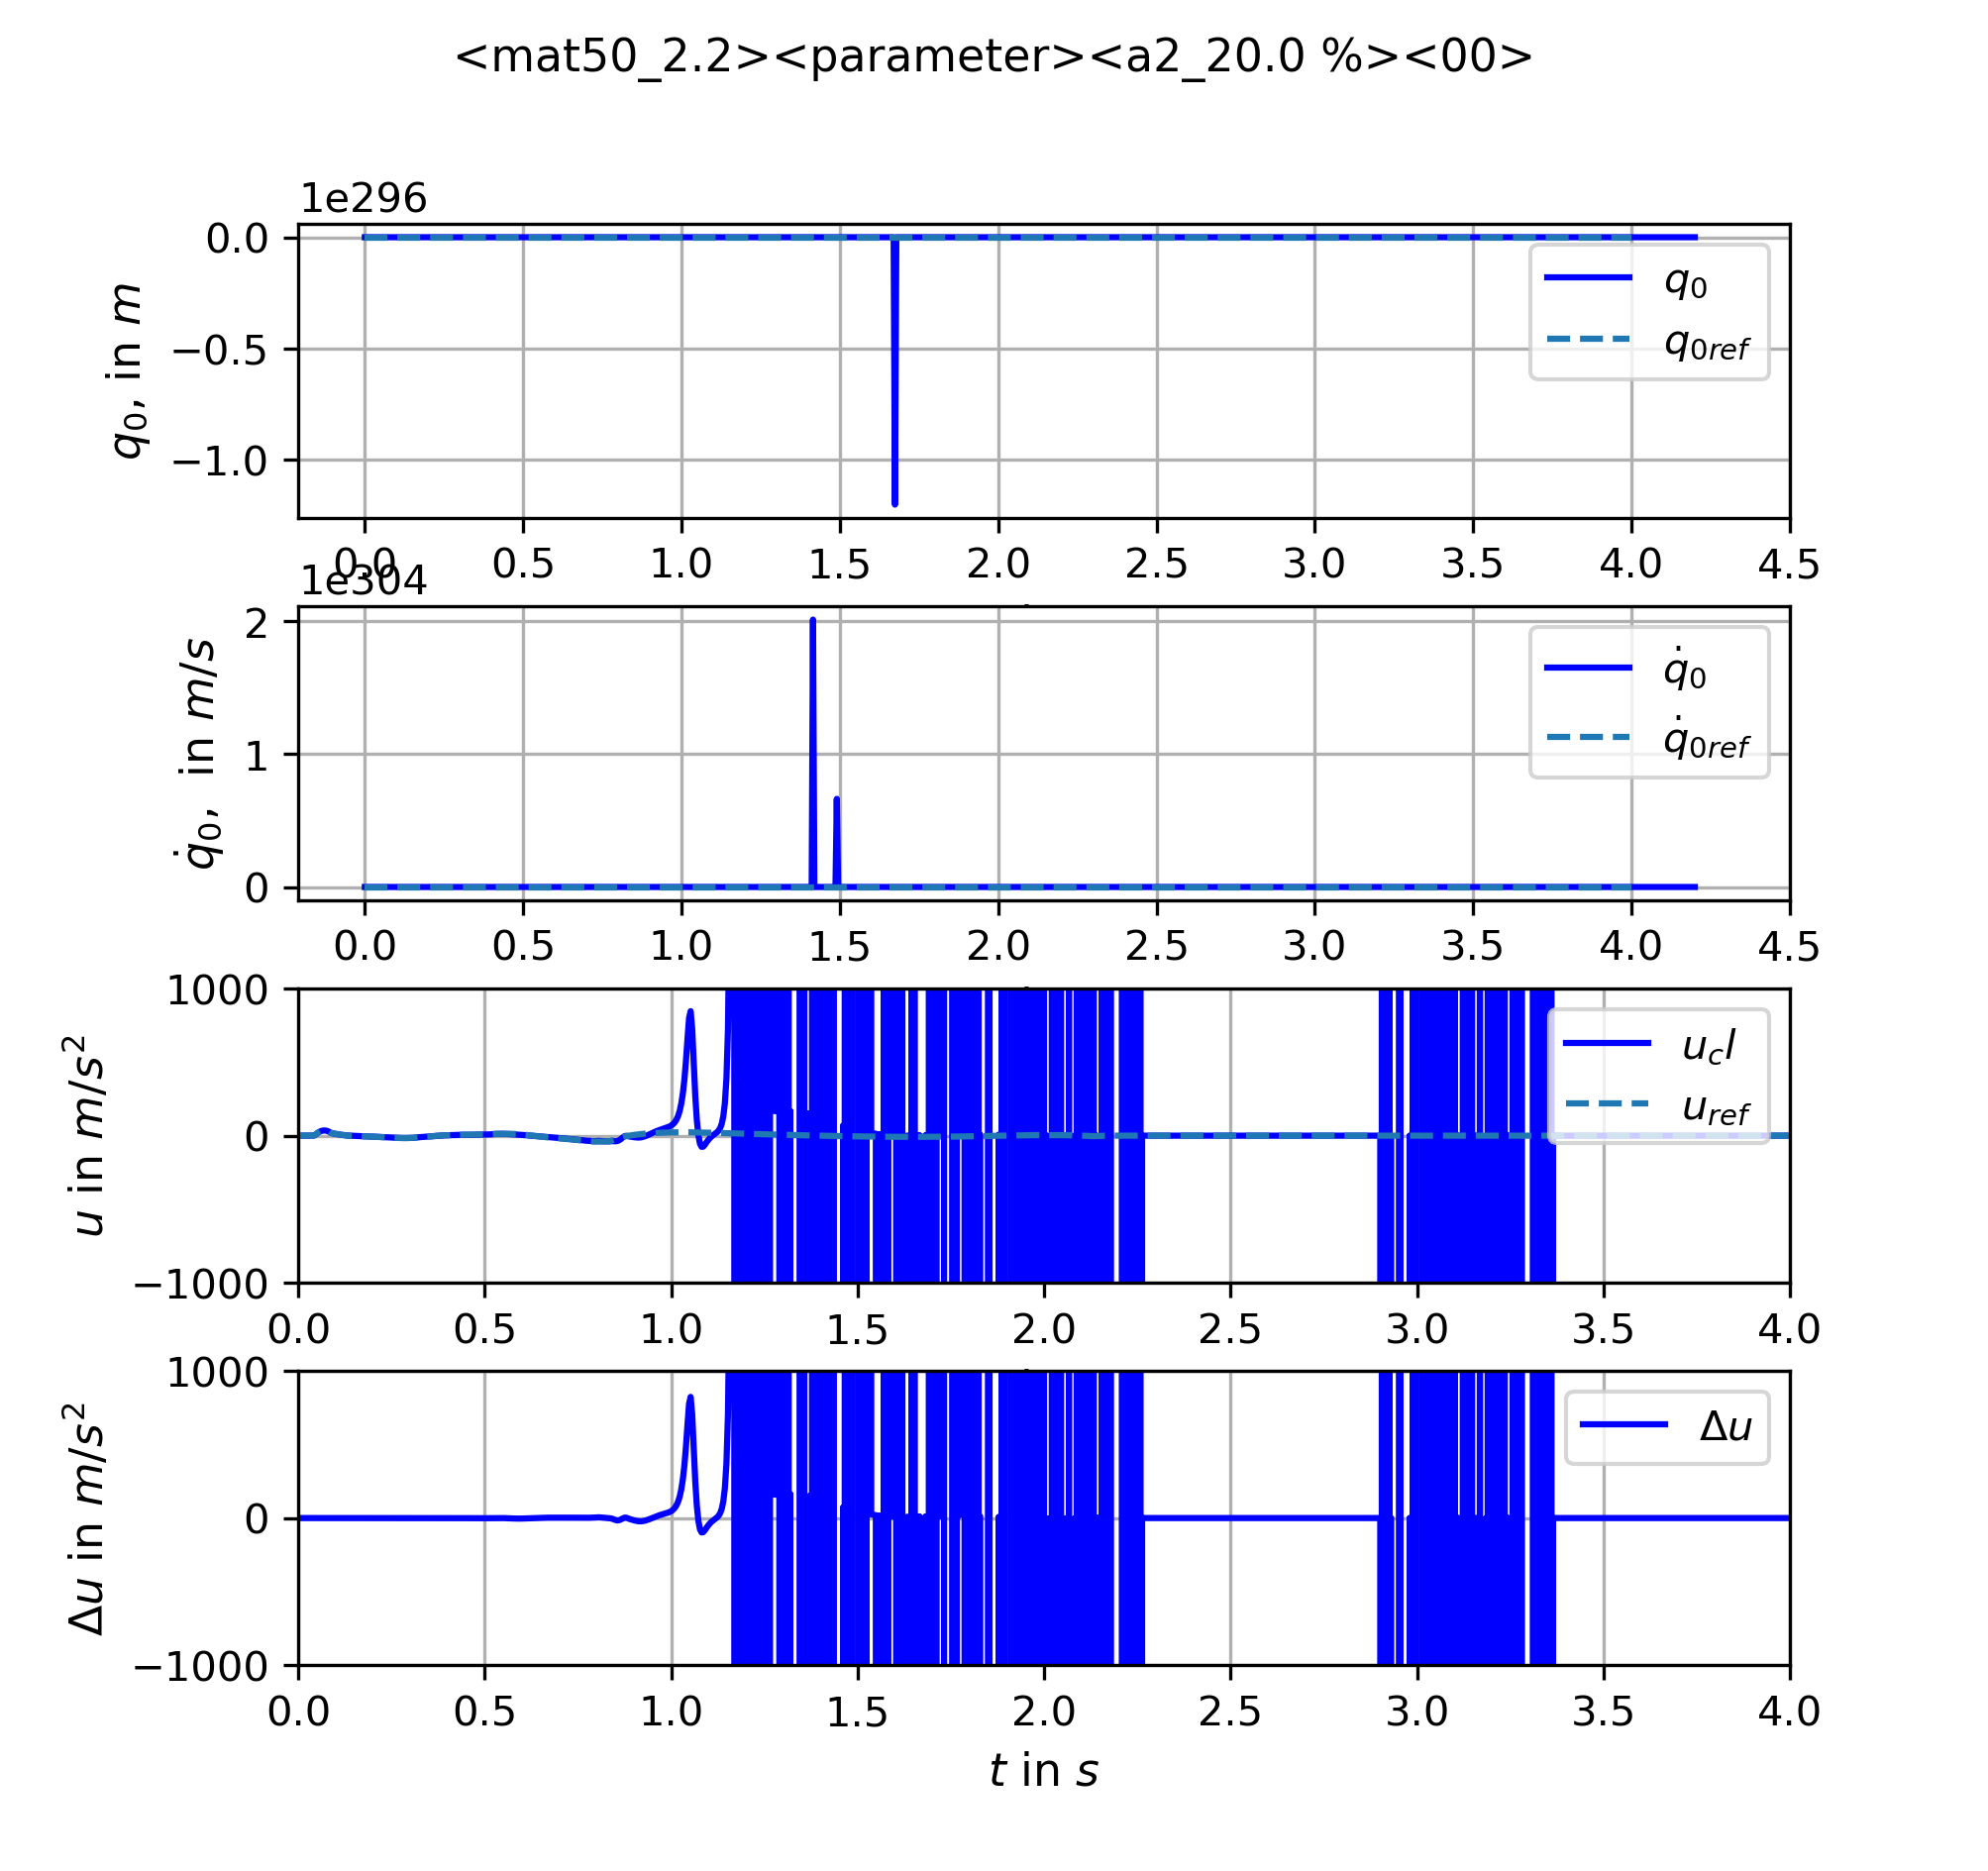 <mat50_2.2><parameter><a2_20.0 %><00>
1e296
0.0
−0.5
−1.0
q₀, in m
q₀
q₀ref
0.0 0.5 1.0 1.5 2.0 2.5 3.0 3.5 4.0 4.5
1e304
2
1
0
q̇₀, in m/s
q̇₀
q̇₀ref
0.0 0.5 1.0 1.5 2.0 2.5 3.0 3.5 4.0 4.5
1000
0
−1000
u in m/s²
u_c l
u_ref
0.0 0.5 1.0 1.5 2.0 2.5 3.0 3.5 4.0
1000
0
−1000
Δu in m/s²
Δu
0.0 0.5 1.0 1.5 2.0 2.5 3.0 3.5 4.0
t in s